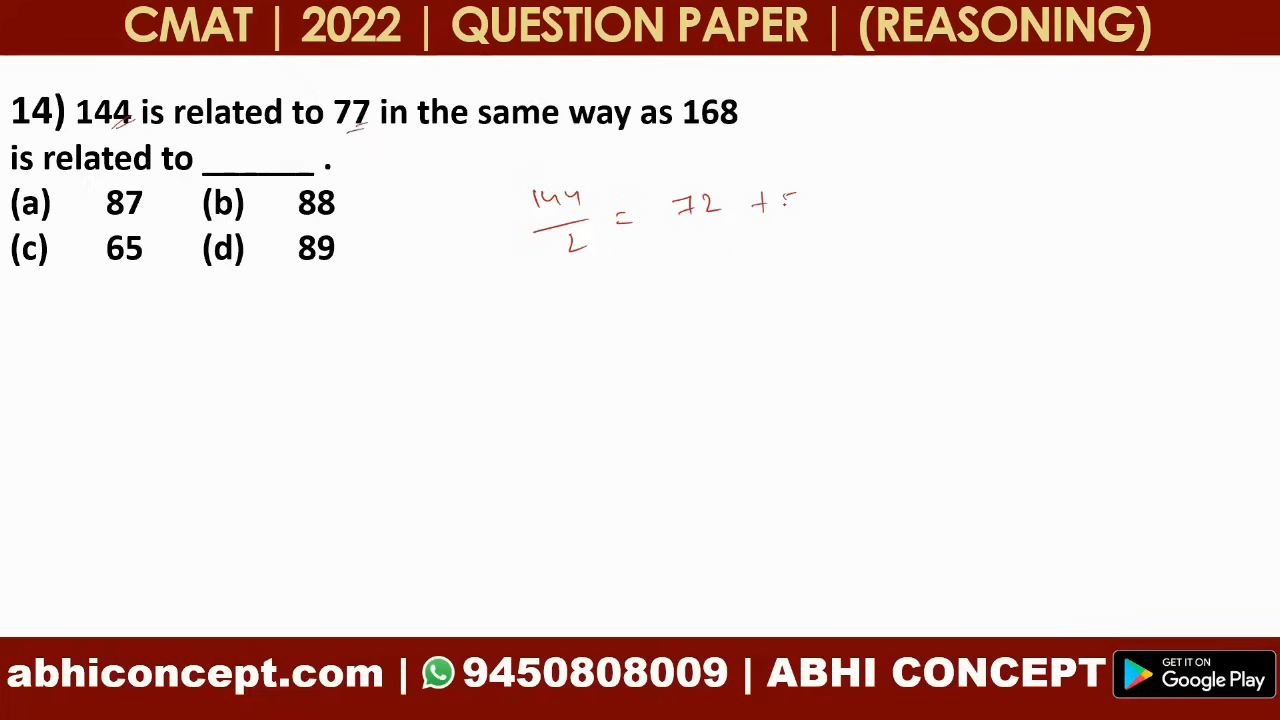 CMAT | 2022 | QUESTION PAPER | (REASONING)
14) 144 is related to 77 in the same way as 168
is related to ______ .
(a) 87 (b) 88
(c) 65 (d) 89
144
2
= 72 +
abhiconcept.com | 9450808009 | ABHI CONCEPT
GET IT ON
Google Play